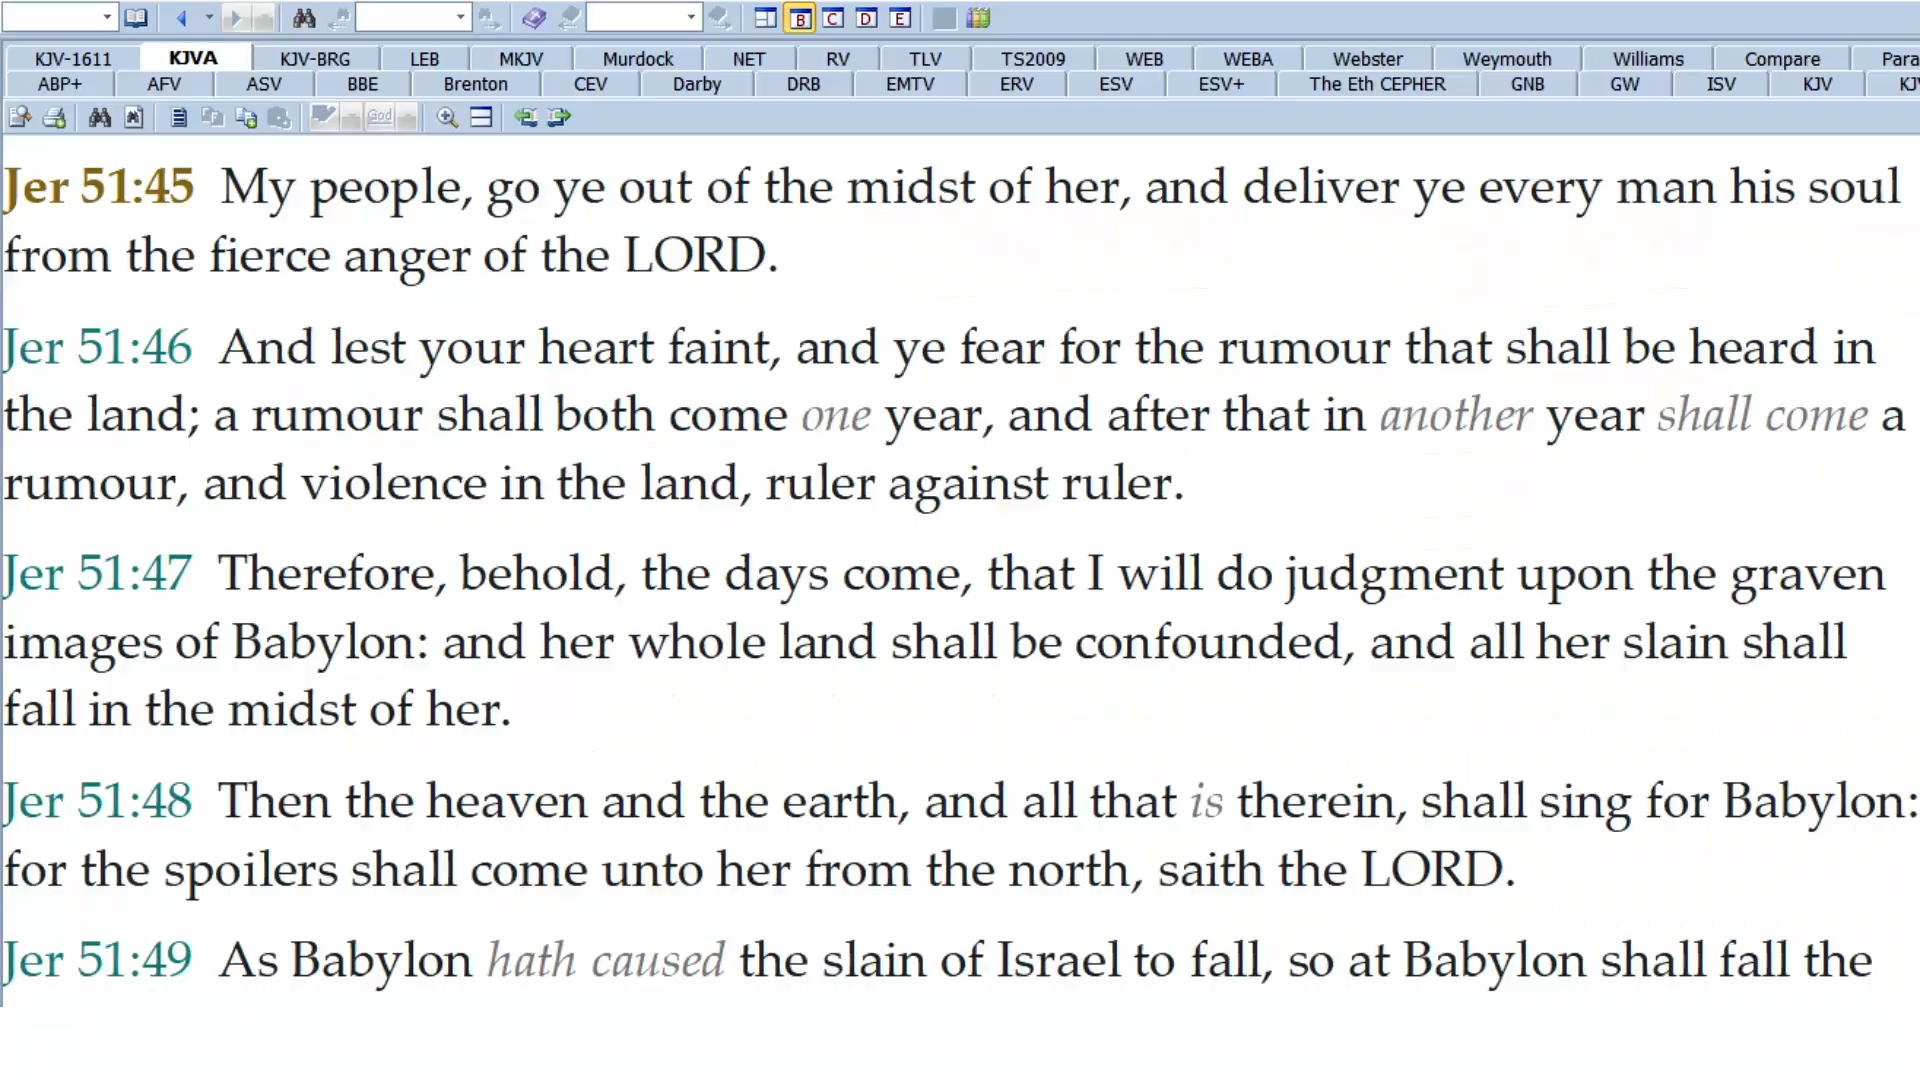 B C D E
KJV-1611 KJVA KJV-BRG LEB MKJV Murdock NET RV TLV TS2009 WEB WEBA Webster Weymouth Williams Compare Para
ABP+ AFV ASV BBE Brenton CEV Darby DRB EMTV ERV ESV ESV+ The Eth CEPHER GNB GW ISV KJV KJ
God
Jer 51:45 My people, go ye out of the midst of her, and deliver ye every man his soul
from the fierce anger of the LORD.
Jer 51:46 And lest your heart faint, and ye fear for the rumour that shall be heard in
the land; a rumour shall both come one year, and after that in another year shall come a
rumour, and violence in the land, ruler against ruler.
Jer 51:47 Therefore, behold, the days come, that I will do judgment upon the graven
images of Babylon: and her whole land shall be confounded, and all her slain shall
fall in the midst of her.
Jer 51:48 Then the heaven and the earth, and all that is therein, shall sing for Babylon:
for the spoilers shall come unto her from the north, saith the LORD.
Jer 51:49 As Babylon hath caused the slain of Israel to fall, so at Babylon shall fall the